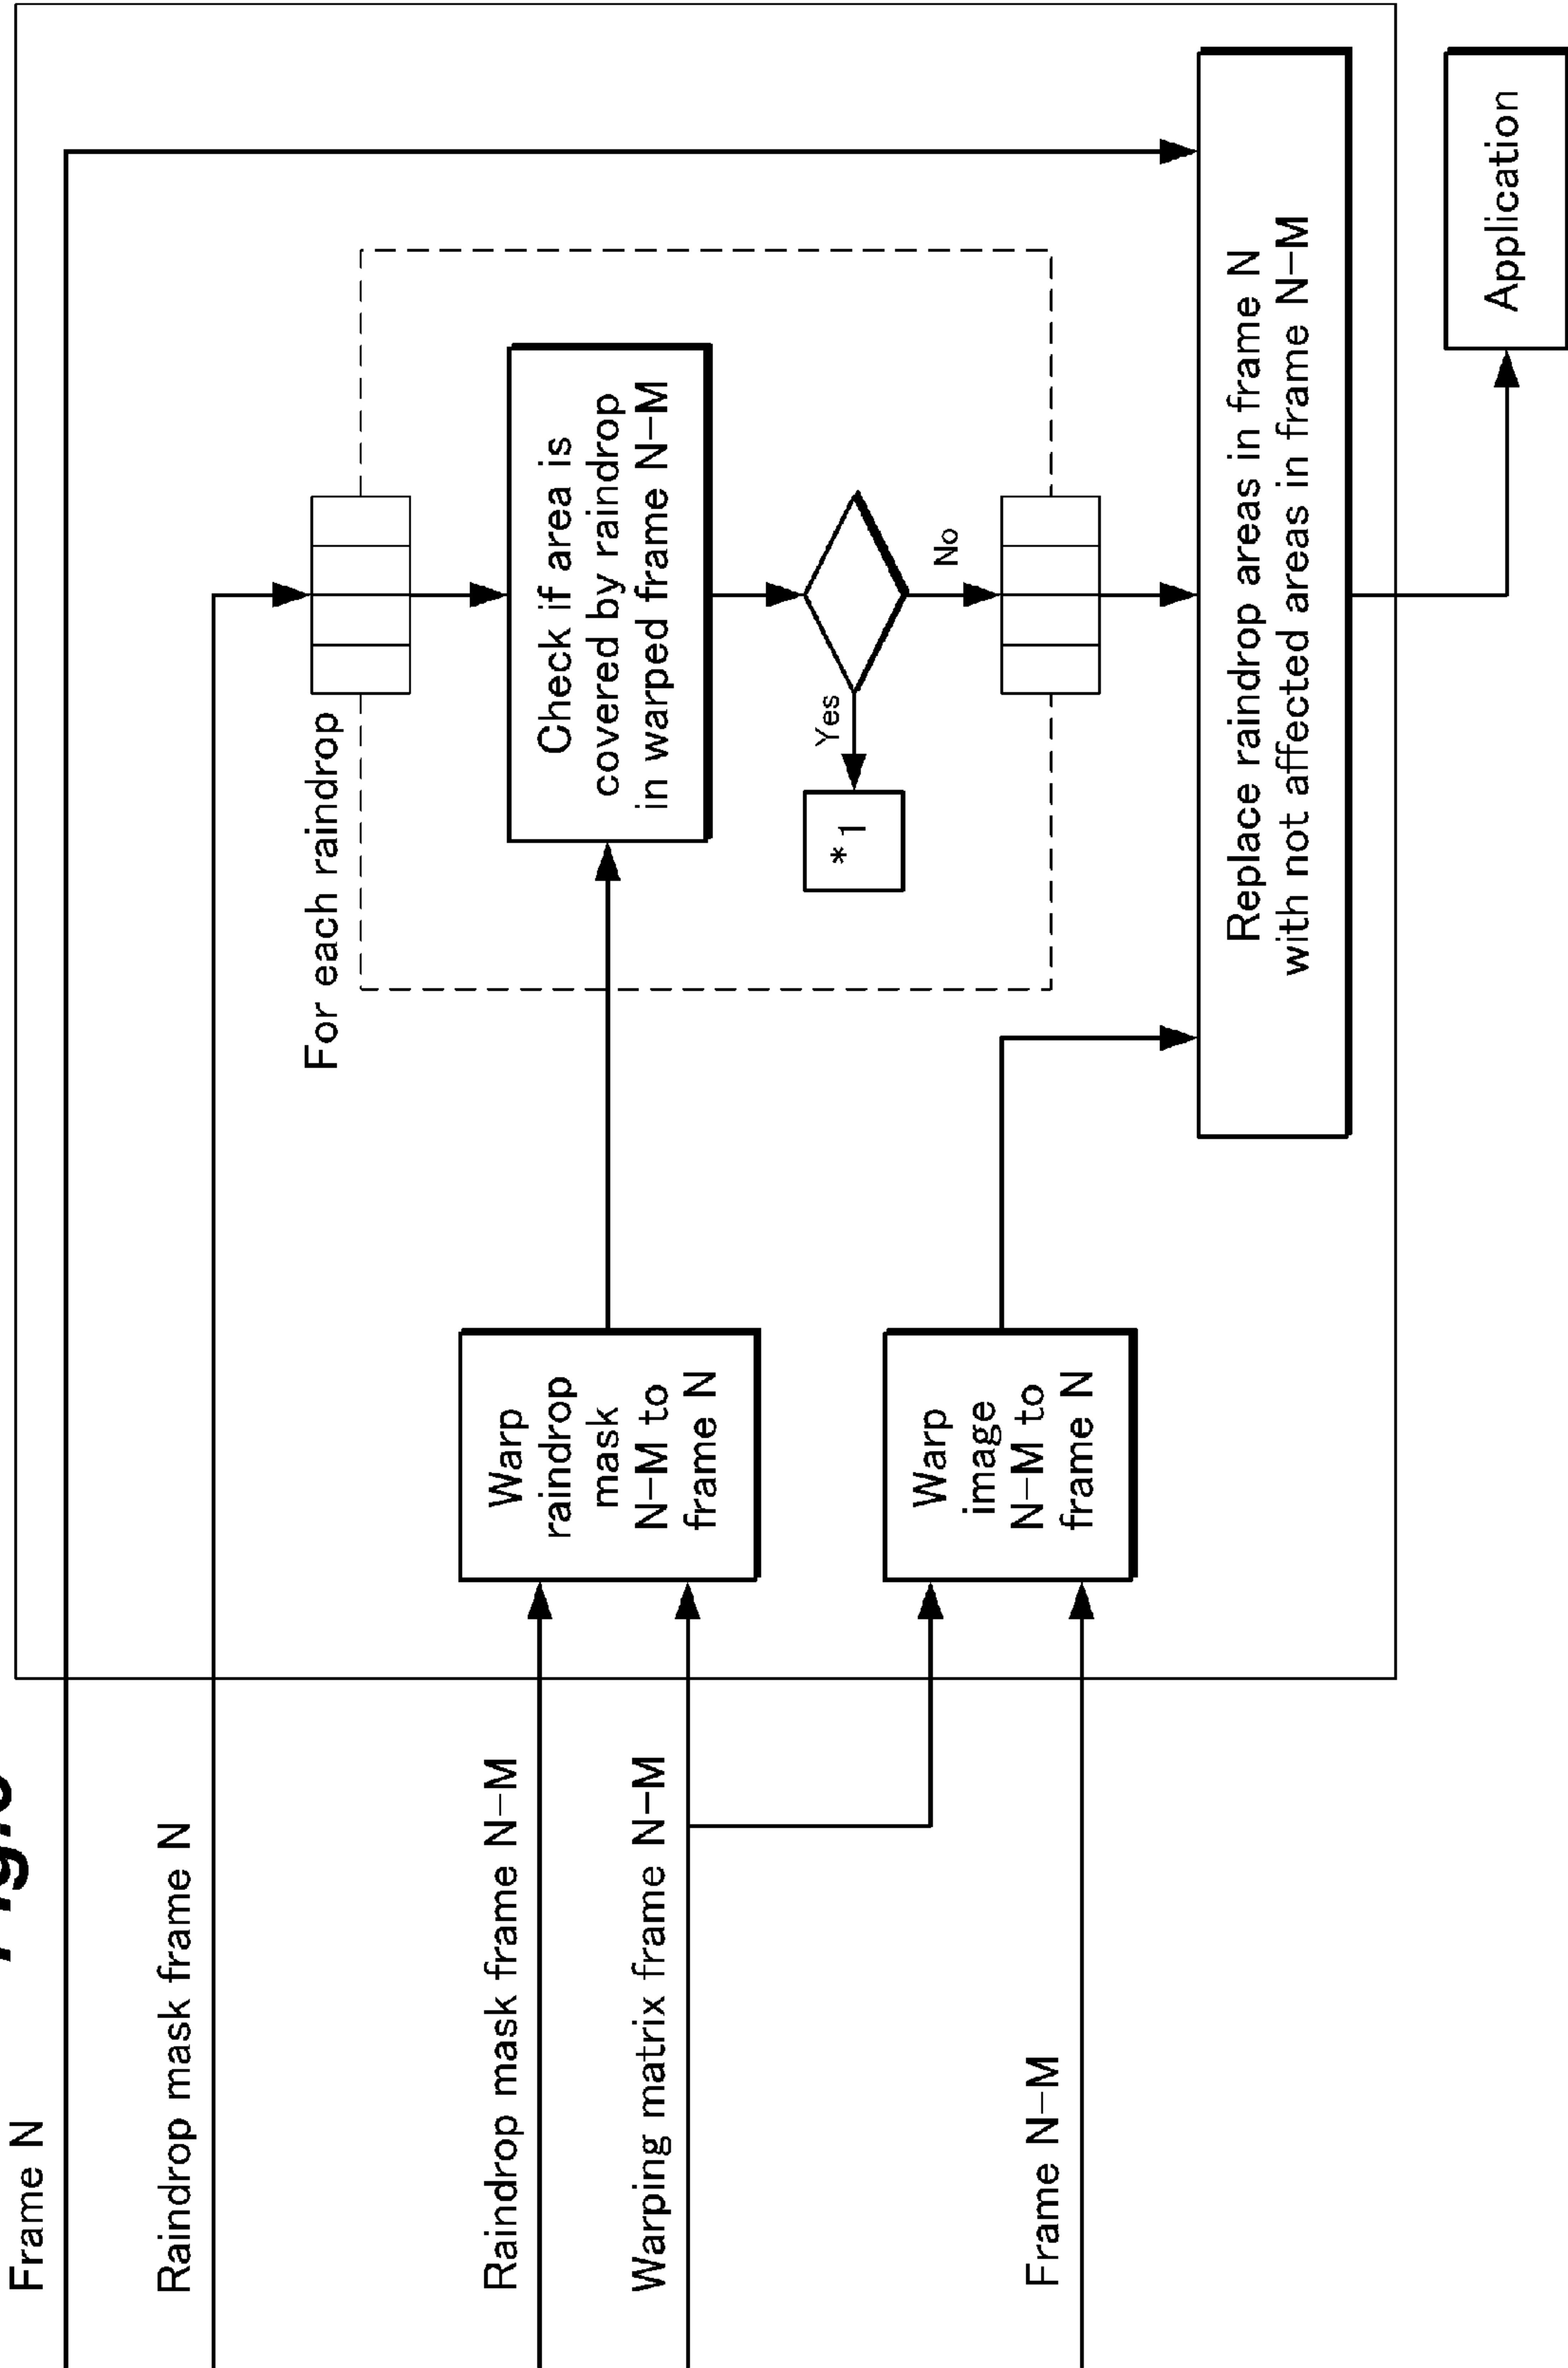 Frame N
Raindrop mask frame N
Raindrop mask frame N-M
Warping matrix frame N-M
Frame N-M
Warp
raindrop
mask
N-M to
frame N
Warp
image
N-M to
frame N
For each raindrop
Check if area is
covered by raindrop
in warped frame N-M
Yes
No
*1
Replace raindrop areas in frame N
with not affected areas in frame N-M
Application